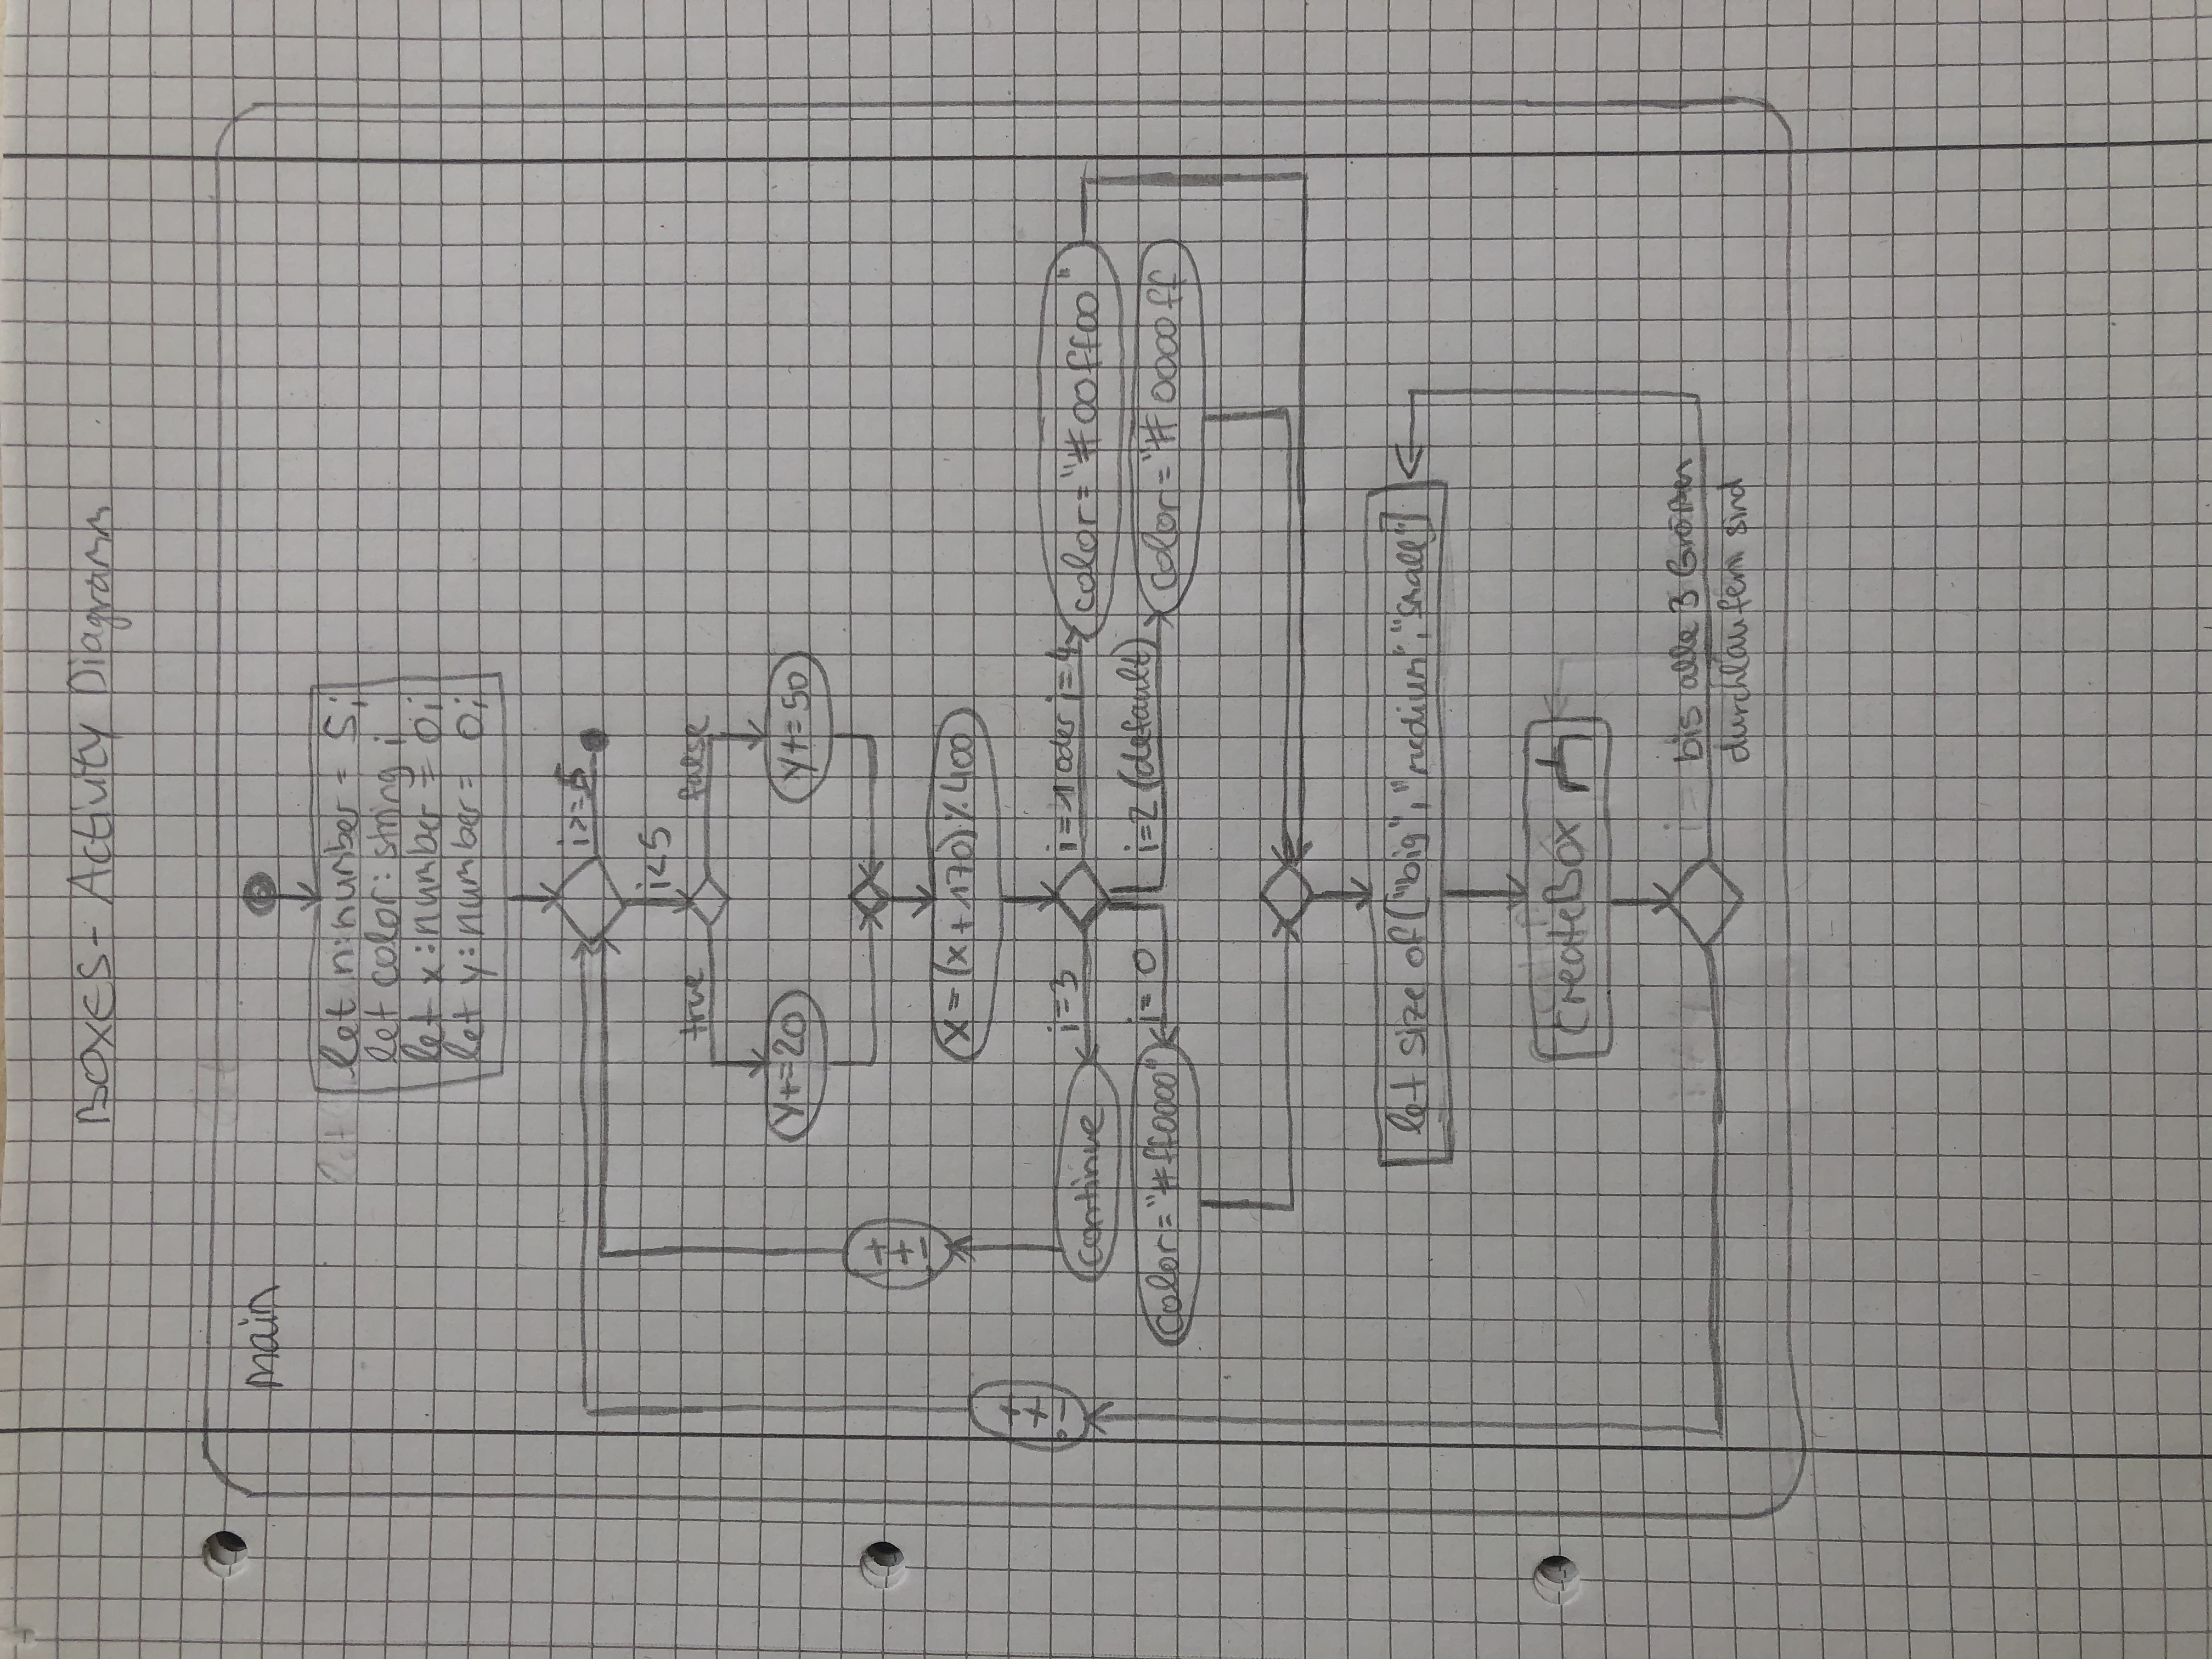 BOXES- Activity Diagramm
main
let n:number = 5;
let color: string;
let x:number = 0;
let y:number= 0;
i>=5
i<5
true
false
y+=20
y+=50
i++
x=(x+170)%400
i++
i=3
i=1 oder i=4
continue
color="#00ff00"
i=0
i=2 (default)
color="#ff0000"
color="#0000ff
let size of ["big","medium","small"]
createBox
bis alle 3 Größen
durchlaufen sind